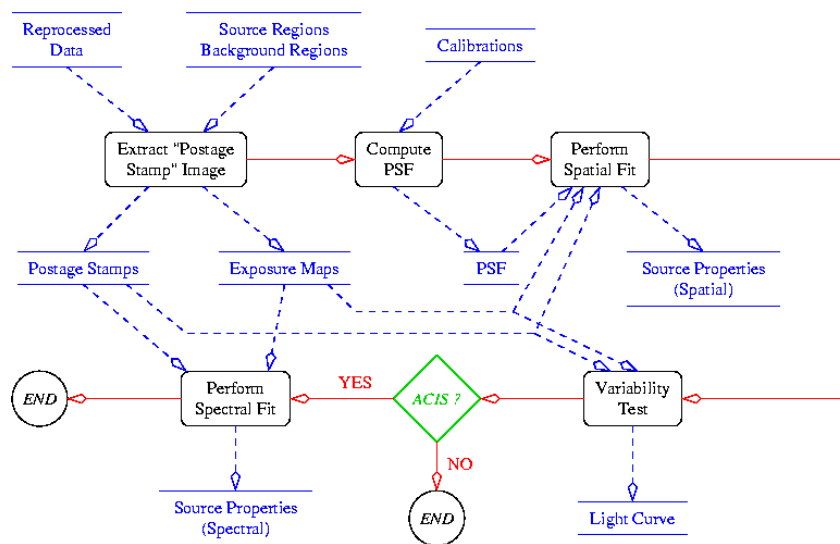 Reprocessed
Data
Source Regions
Background Regions
Calibrations
Extract "Postage
Stamp" Image
Compute
PSF
Perform
Spatial Fit
Postage Stamps
Exposure Maps
PSF
Source Properties
(Spatial)
END
Perform
Spectral Fit
YES
ACIS ?
Variability
Test
NO
Source Properties
(Spectral)
END
Light Curve